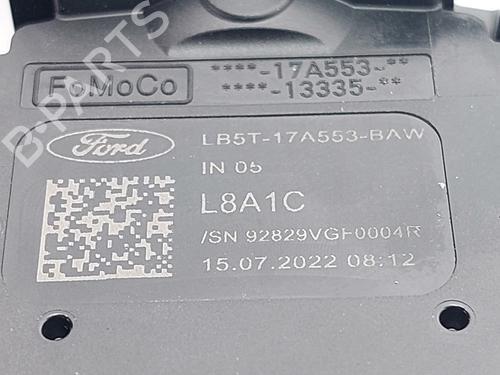 B-PARTS
FoMoCo
****-17A553-**
****-13335-**
Ford
LB5T-17A553-BAW
IN 05
L8A1C
/SN 92829VGF0004R
15.07.2022 08:12